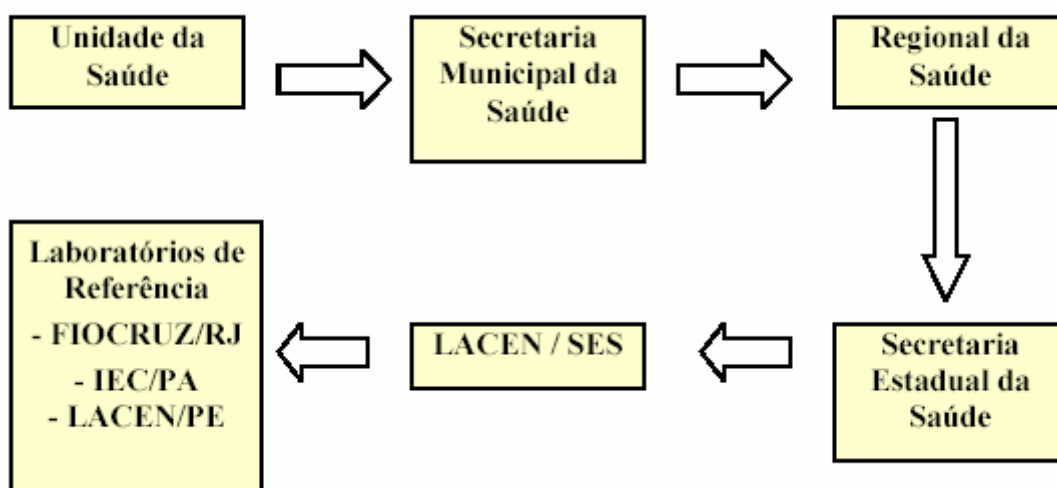 Unidade da
Saúde
Secretaria
Municipal da
Saúde
Regional da
Saúde
Laboratórios de
Referência
- FIOCRUZ/RJ
- IEC/PA
- LACEN/PE
LACEN / SES
Secretaria
Estadual da
Saúde